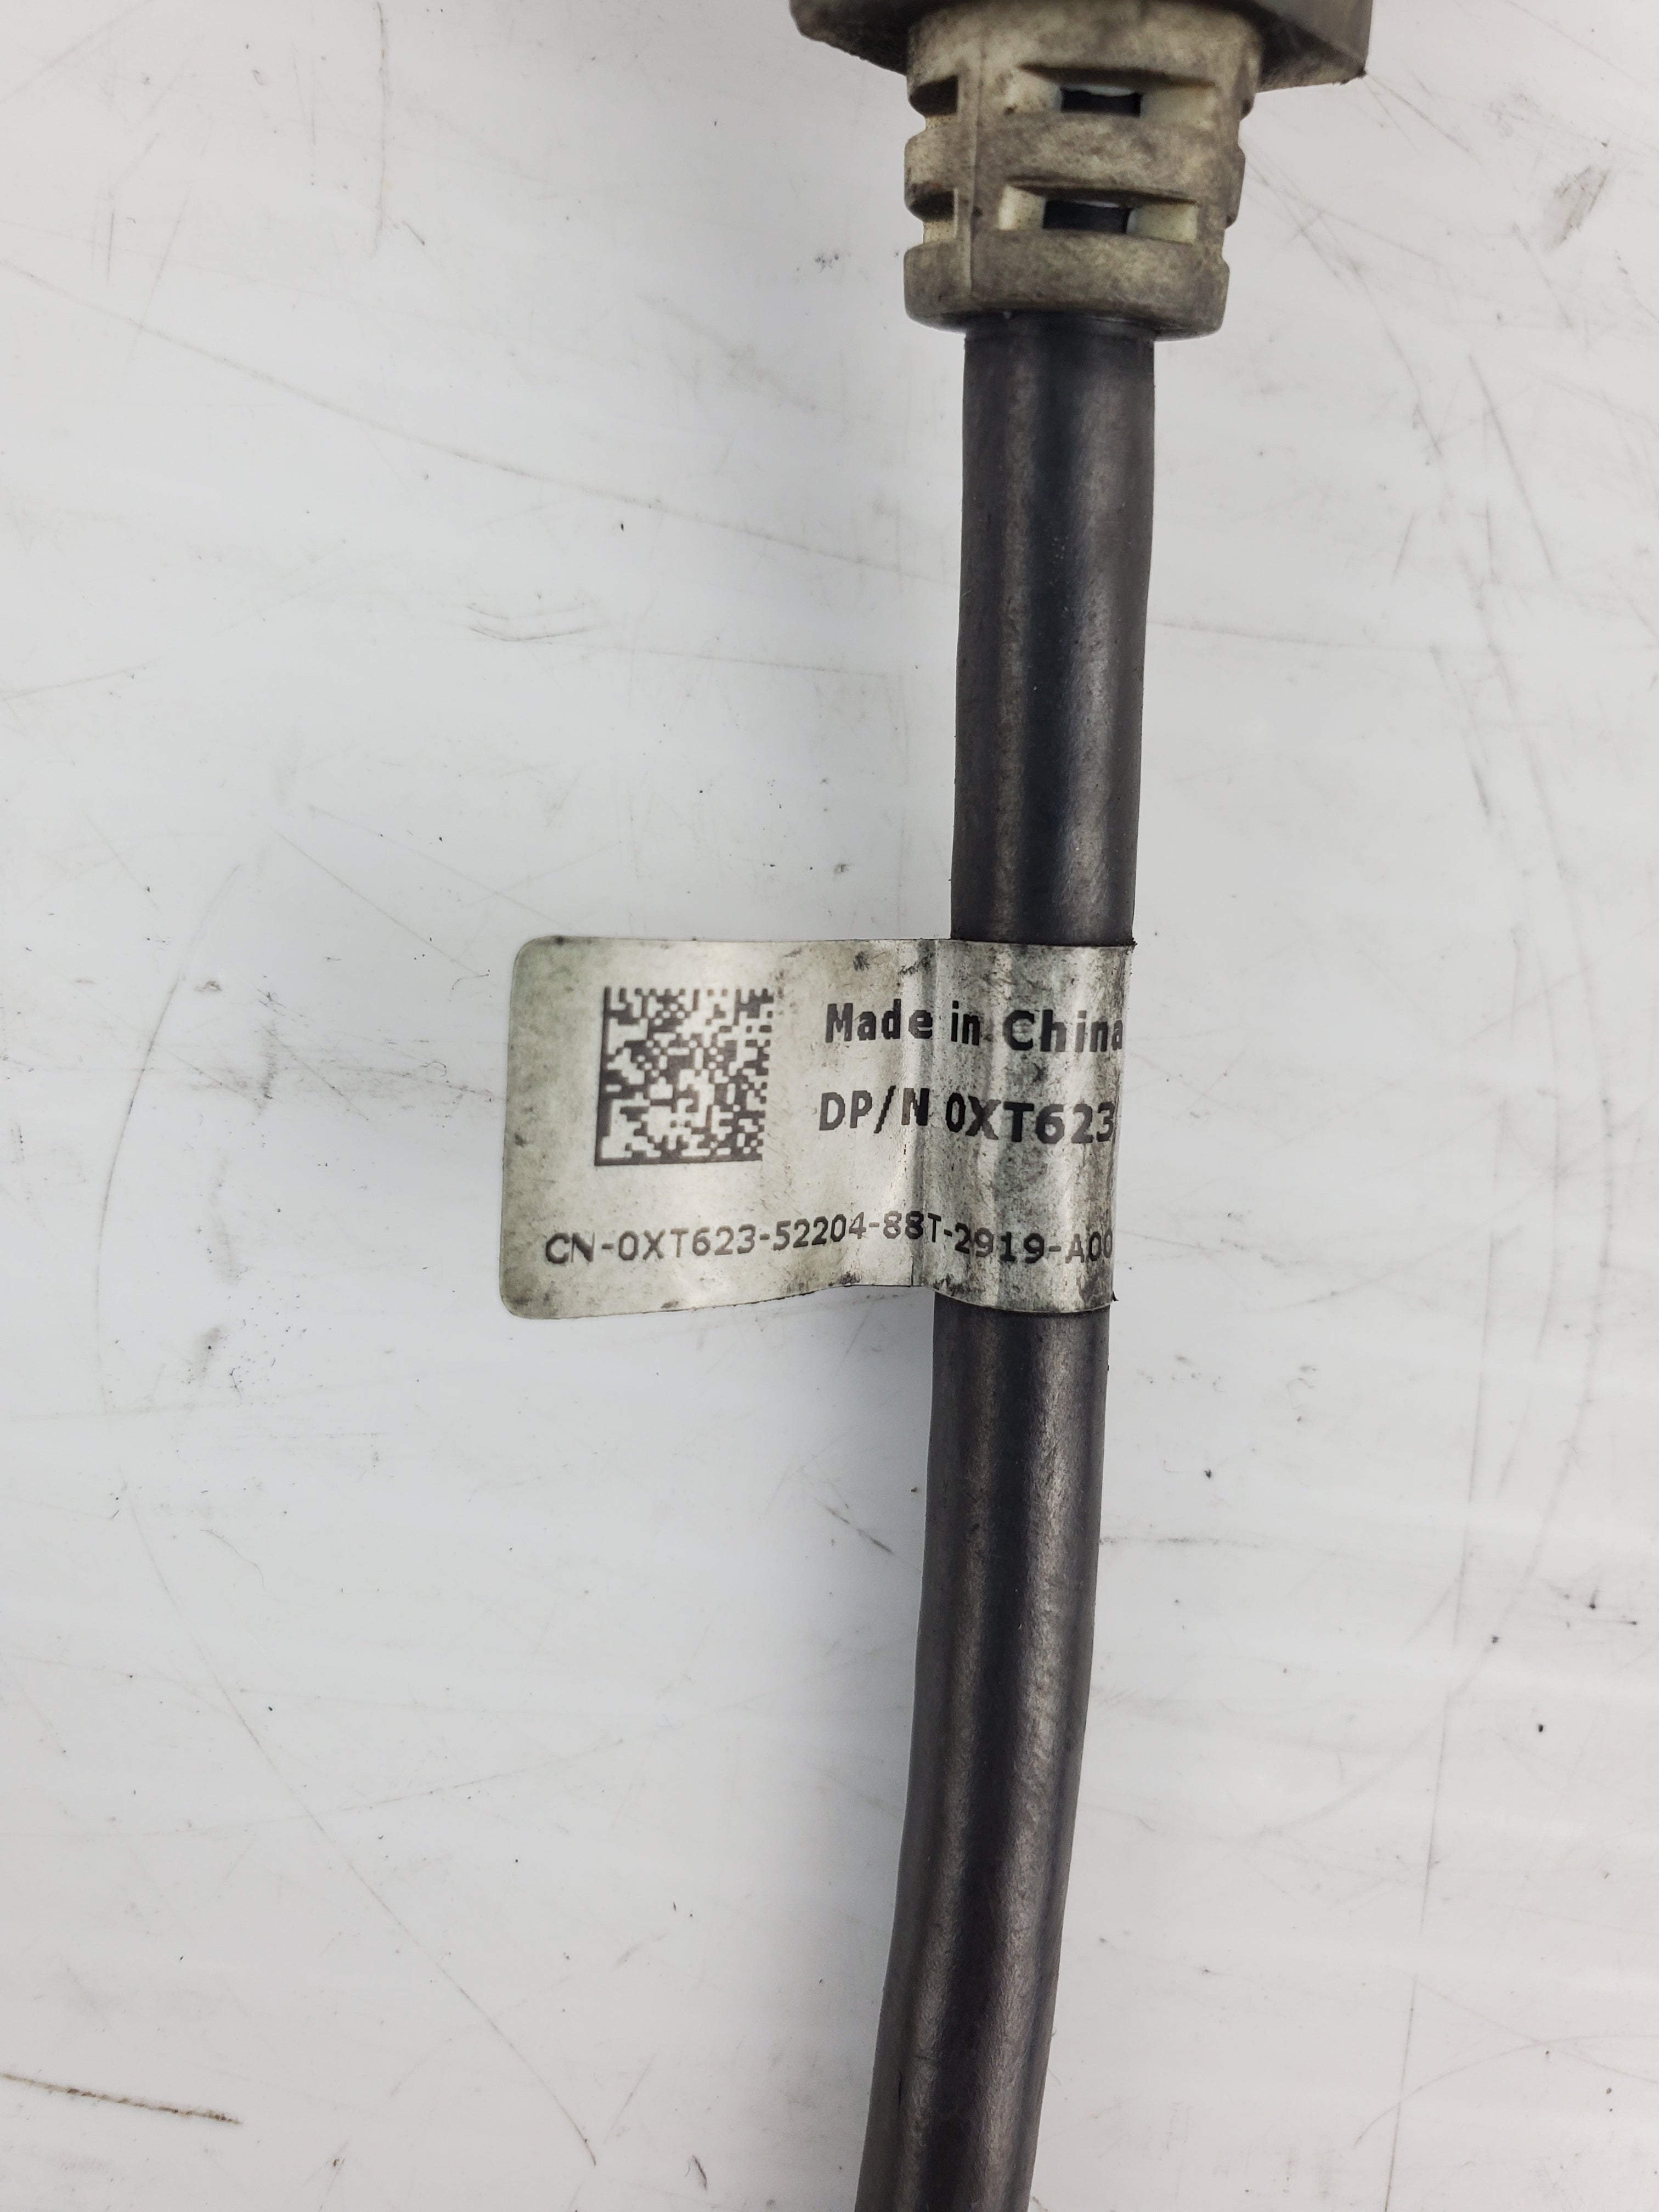 Made in China
DP/N 0XT623
CN-0XT623-52204-88T-2919-A00